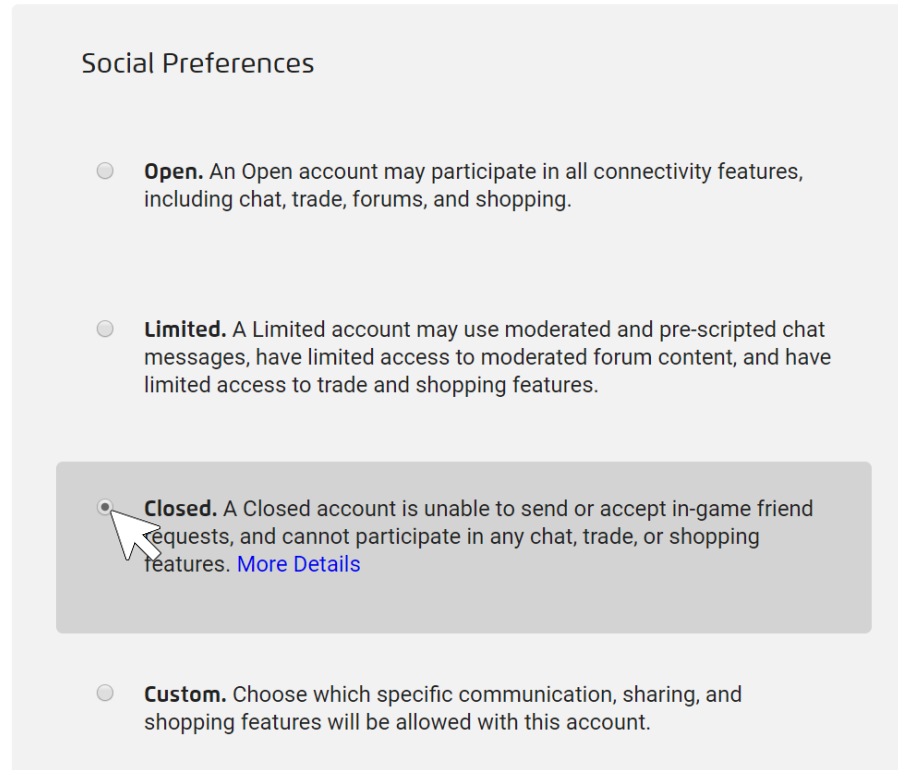 Social Preferences
Open. An Open account may participate in all connectivity features,
including chat, trade, forums, and shopping.
Limited. A Limited account may use moderated and pre-scripted chat
messages, have limited access to moderated forum content, and have
limited access to trade and shopping features.
Closed. A Closed account is unable to send or accept in-game friend
requests, and cannot participate in any chat, trade, or shopping
features. More Details
Custom. Choose which specific communication, sharing, and
shopping features will be allowed with this account.